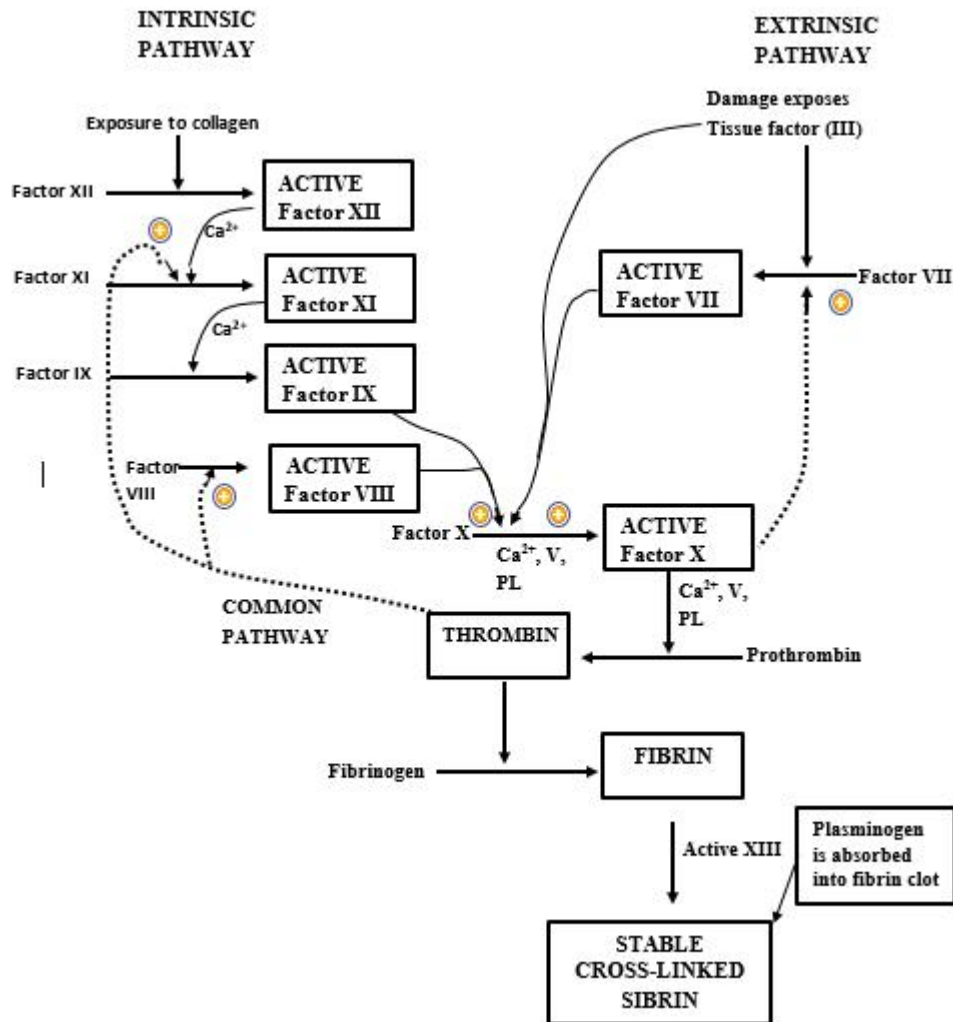 INTRINSIC
PATHWAY
EXTRINSIC
PATHWAY
Exposure to collagen
Damage exposes
Tissue factor (III)
Factor XII
ACTIVE
Factor XII
Ca²⁺
Factor XI
ACTIVE
Factor XI
Ca²⁺
ACTIVE
Factor VII
Factor VII
Factor IX
ACTIVE
Factor IX
Factor
VIII
ACTIVE
Factor VIII
Factor X
Ca²⁺, V,
PL
ACTIVE
Factor X
Ca²⁺, V,
PL
COMMON
PATHWAY
THROMBIN
Prothrombin
Fibrinogen
FIBRIN
Active XIII
Plasminogen
is absorbed
into fibrin clot
STABLE
CROSS-LINKED
SIBRIN